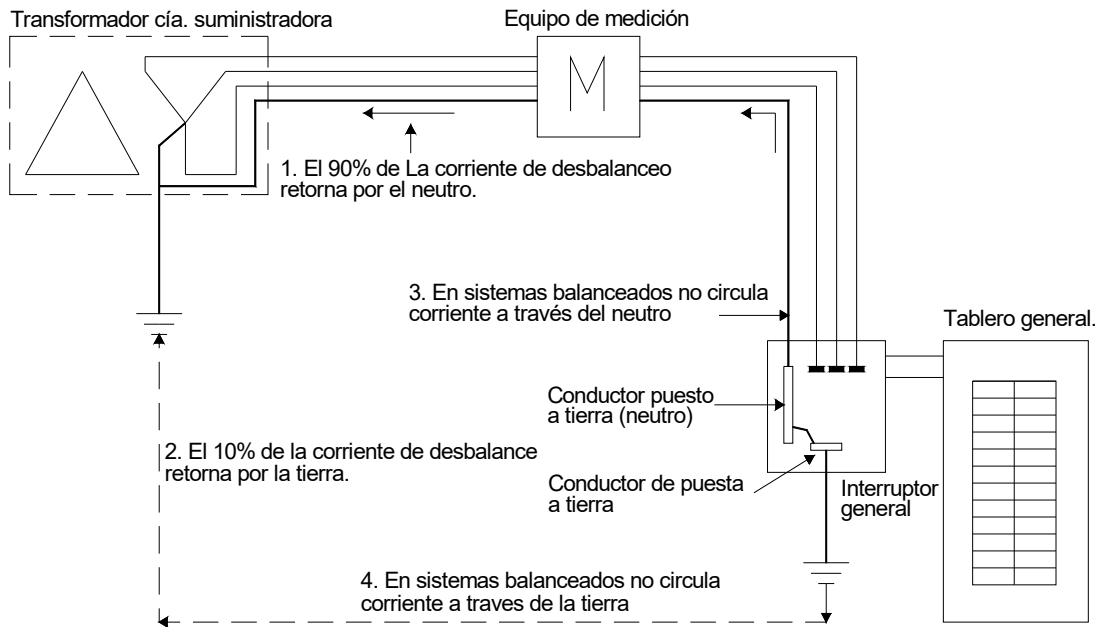 Transformador cía. suministradora
Equipo de medición
M
1. El 90% de La corriente de desbalanceo
retorna por el neutro.
3. En sistemas balanceados no circula
corriente a través del neutro
Tablero general.
Conductor puesto
a tierra (neutro)
2. El 10% de la corriente de desbalance
retorna por la tierra.
Conductor de puesta
a tierra
Interruptor
general
4. En sistemas balanceados no circula
corriente a traves de la tierra